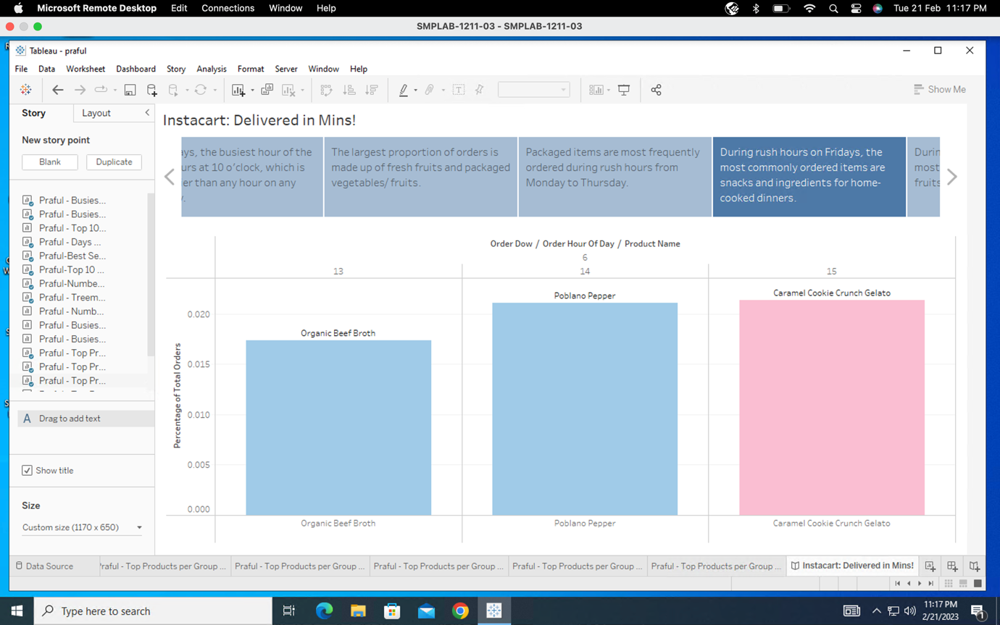 Microsoft Remote Desktop Edit Connections Window Help Tue 21 Feb 11:17 PM
SMPLAB-1211-03 - SMPLAB-1211-03
Tableau - praful
File Data Worksheet Dashboard Story Analysis Format Server Window Help
Show Me
Story Layout
New story point
Blank Duplicate
Praful - Busies...
Praful - Busies...
Praful - Top 10...
Praful - Days ...
Praful-Best Se...
Praful-Top 10 ...
Praful-Numbe...
Praful - Treem...
Praful - Numb...
Praful - Busies...
Praful - Busies...
Praful - Top Pr...
Praful - Top Pr...
Praful - Top Pr...
A Drag to add text
Show title
Size
Custom size (1170 x 650)
Instacart: Delivered in Mins!
ays, the busiest hour of the
urs at 10 o’clock, which is
er than any hour on any
The largest proportion of orders is
made up of fresh fruits and packaged
vegetables/ fruits.
Packaged items are most frequently
ordered during rush hours from
Monday to Thursday.
During rush hours on Fridays, the
most commonly ordered items are
snacks and ingredients for home-
cooked dinners.
Durin
most
fruits
Order Dow / Order Hour Of Day / Product Name
6
13 14 15
Percentage of Total Orders
0.020
0.015
0.010
0.005
0.000
Organic Beef Broth
Poblano Pepper
Caramel Cookie Crunch Gelato
Organic Beef Broth Poblano Pepper Caramel Cookie Crunch Gelato
Data Source Praful - Top Products per Group ... Praful - Top Products per Group ... Praful - Top Products per Group ... Praful - Top Products per Group ... Praful - Top Products per Group ... Instacart: Delivered in Mins!
Type here to search
11:17 PM
2/21/2023
1